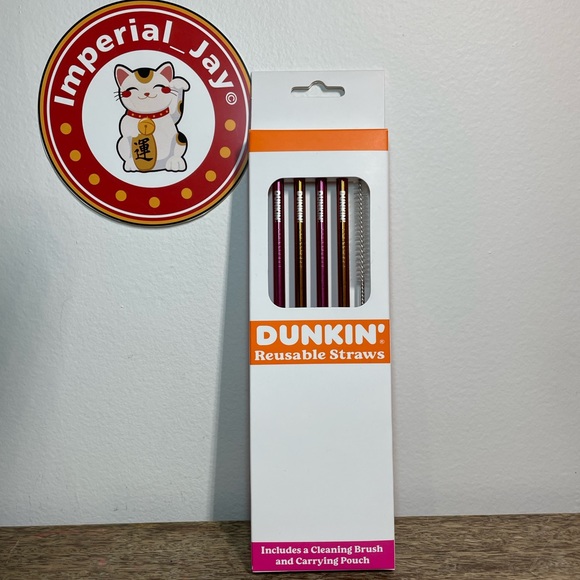 Imperial_Jay©
運
DUNKIN'
DUNKIN'
DUNKIN'
DUNKIN'
DUNKIN'®
Reusable Straws
Includes a Cleaning Brush
and Carrying Pouch